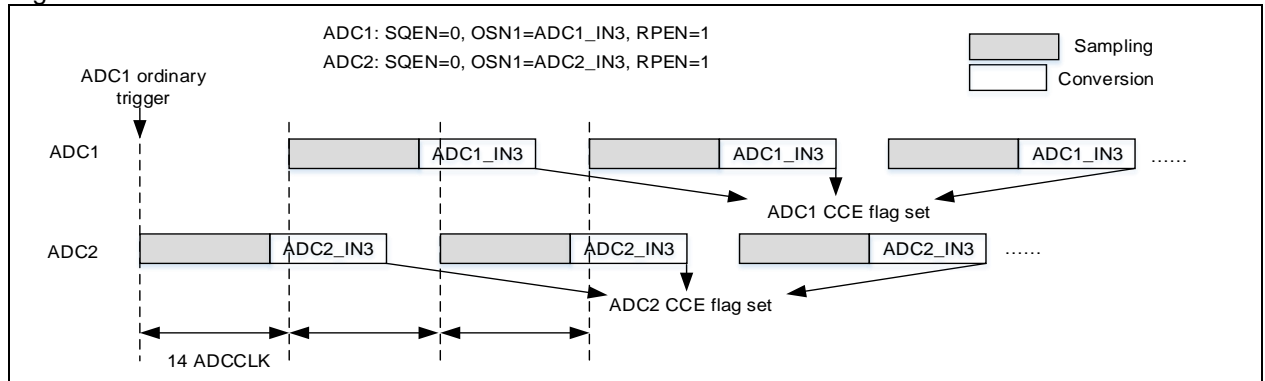 ADC1: SQEN=0, OSN1=ADC1_IN3, RPEN=1
ADC2: SQEN=0, OSN1=ADC2_IN3, RPEN=1
Sampling
Conversion
ADC1 ordinary
trigger
ADC1
ADC1_IN3
ADC1_IN3
ADC1_IN3
......
ADC1 CCE flag set
ADC2
ADC2_IN3
ADC2_IN3
ADC2_IN3
......
ADC2 CCE flag set
14 ADCCLK